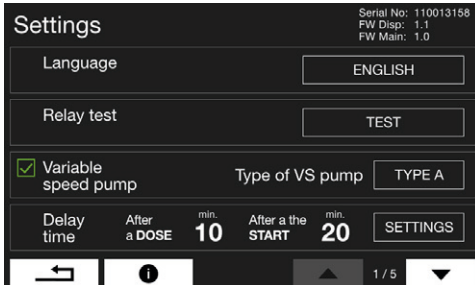 Settings
Serial No: 110013158
FW Disp: 1.1
FW Main: 1.0
Language
ENGLISH
Relay test
TEST
Variable
speed pump
Type of VS pump
TYPE A
Delay
time
After
a DOSE
min.
10
After a the
START
min.
20
SETTINGS
1/5